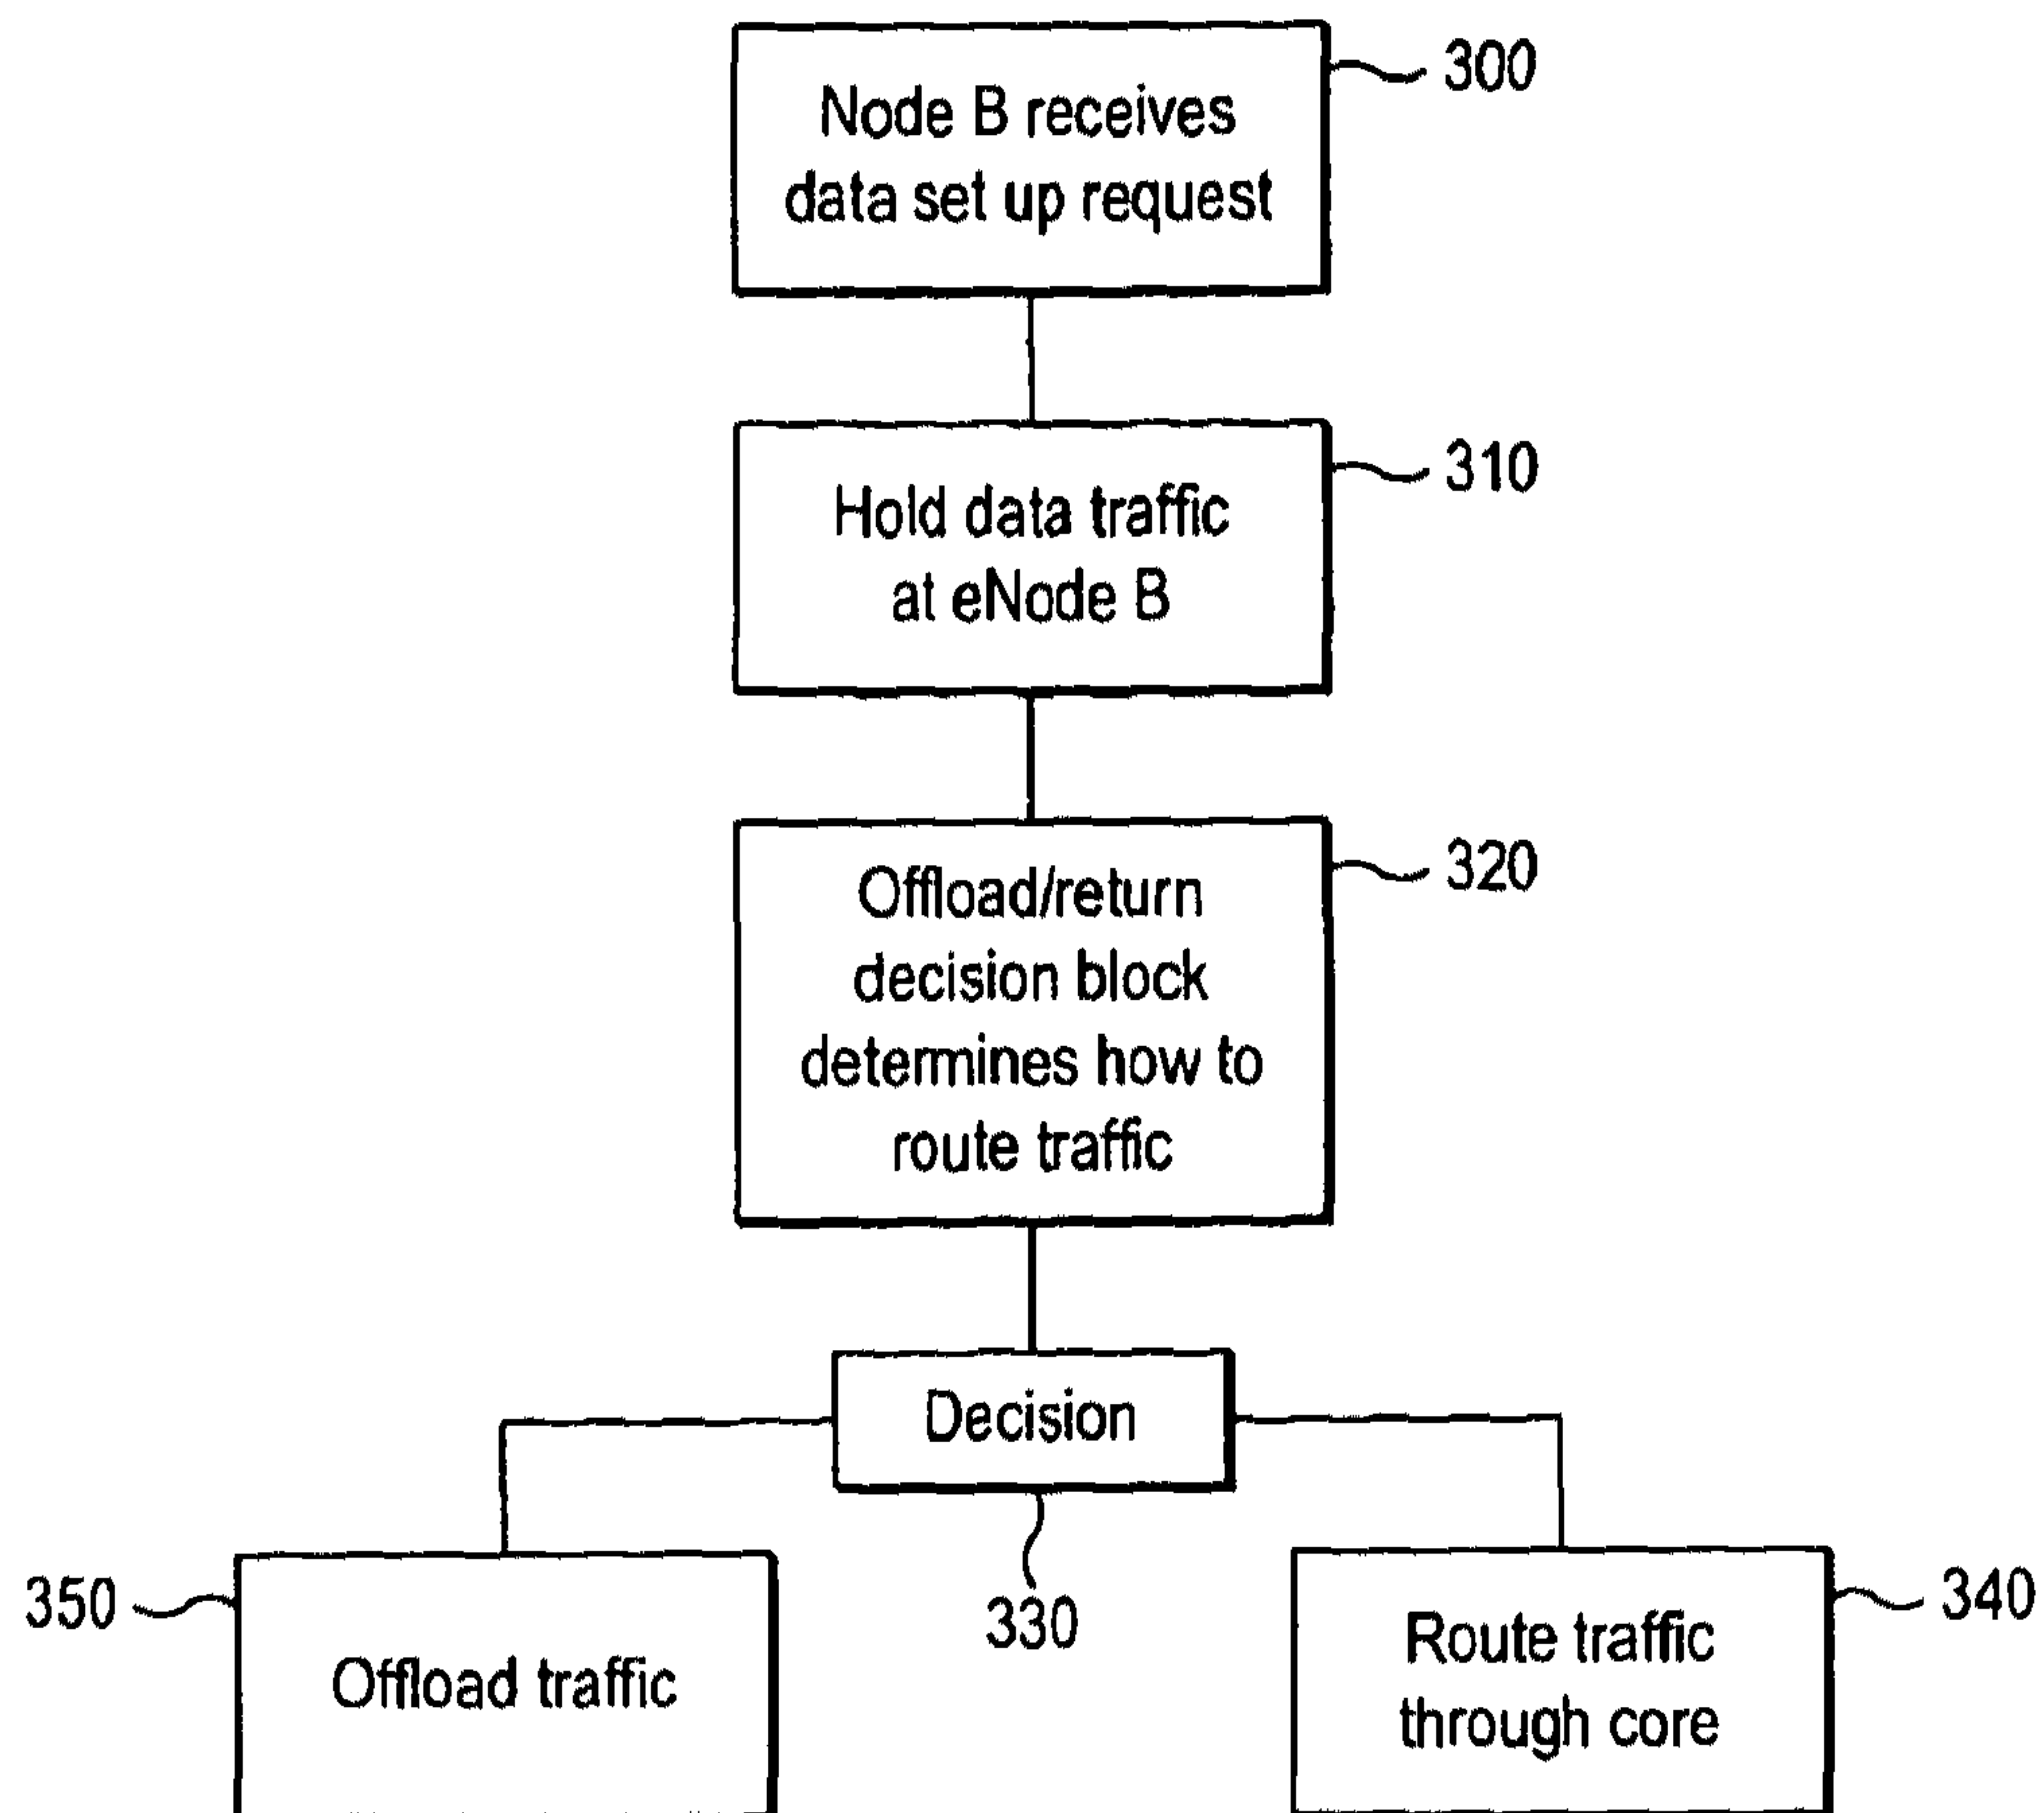 Node B receives
data set up request
300
Hold data traffic
at eNode B
310
Offload/return
decision block
determines how to
route traffic
320
Decision
330
350
Offload traffic
Route traffic
through core
340